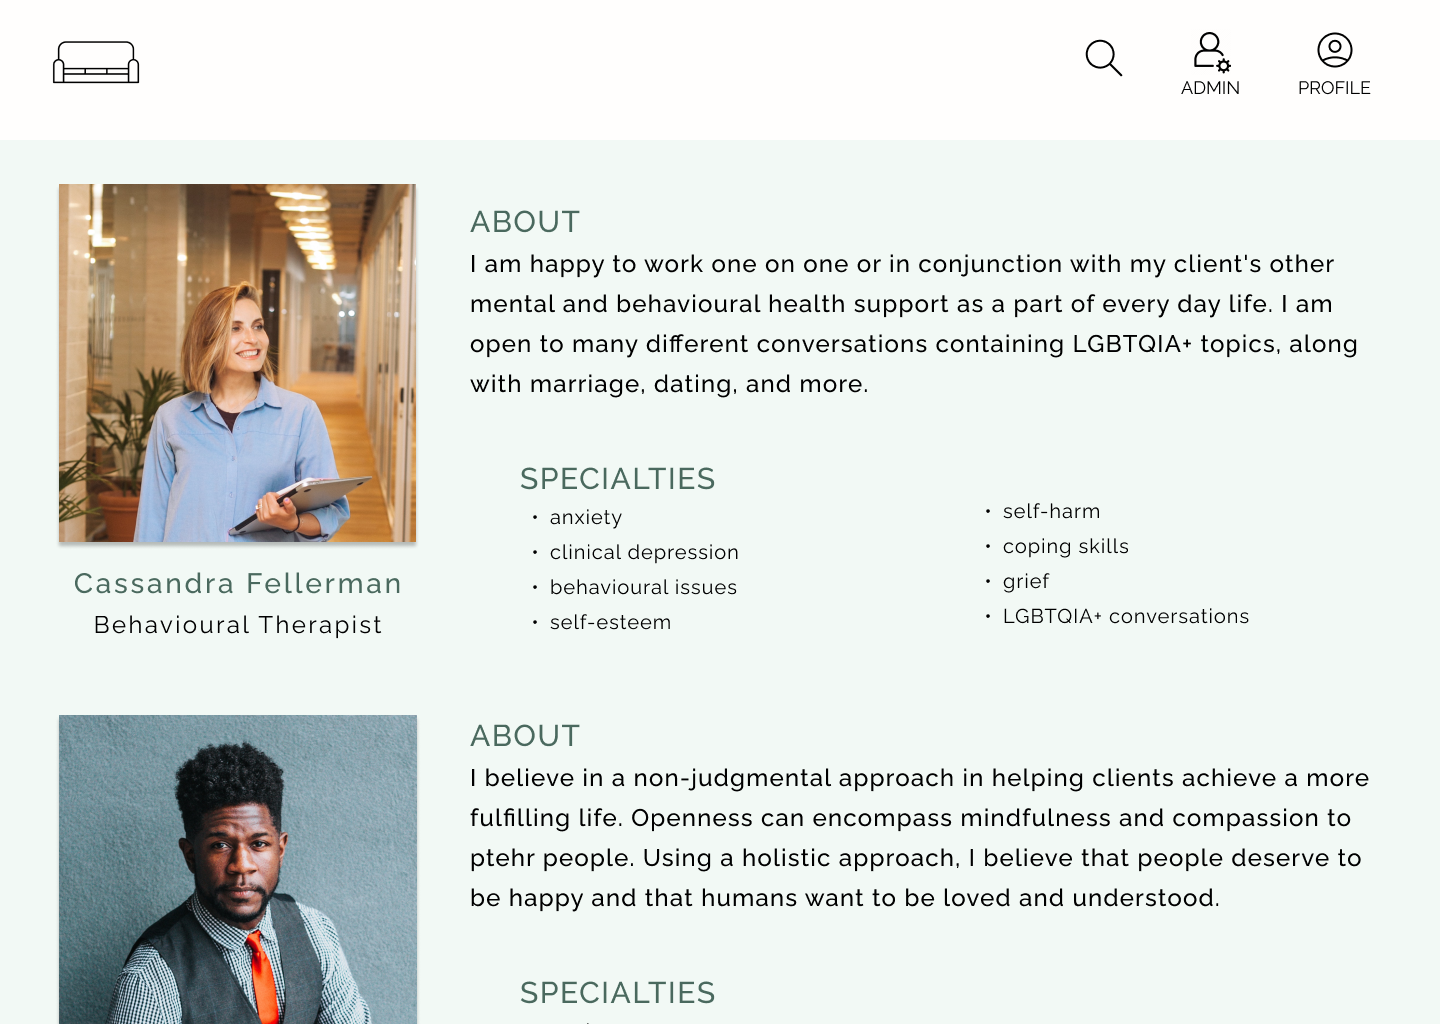 ADMIN
PROFILE
ABOUT
I am happy to work one on one or in conjunction with my client's other
mental and behavioural health support as a part of every day life. I am
open to many different conversations containing LGBTQIA+ topics, along
with marriage, dating, and more.
SPECIALTIES
• anxiety
• clinical depression
• behavioural issues
• self-esteem
• self-harm
• coping skills
• grief
• LGBTQIA+ conversations
Cassandra Fellerman
Behavioural Therapist
ABOUT
I believe in a non-judgmental approach in helping clients achieve a more
fulfilling life. Openness can encompass mindfulness and compassion to
ptehr people. Using a holistic approach, I believe that people deserve to
be happy and that humans want to be loved and understood.
SPECIALTIES